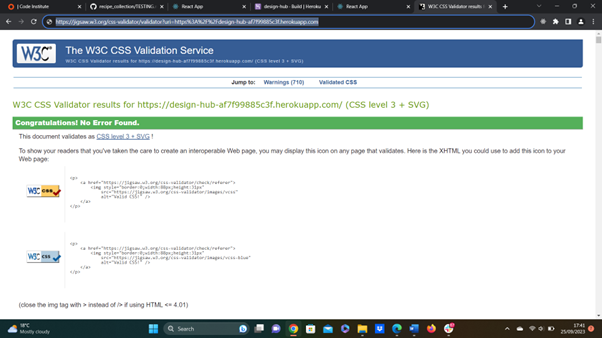 | Code Institute
recipe_collection/TESTING.
React App
design-hub · Build | Heroku
React App
W3C CSS Validator results f
https://jigsaw.w3.org/css-validator/validator?uri=https%3A%2F%2Fdesign-hub-af7f99885c3f.herokuapp.com
W3C CSS
The W3C CSS Validation Service
W3C CSS Validator results for https://design-hub-af7f99885c3f.herokuapp.com/ (CSS level 3 + SVG)
Jump to: Warnings (710) Validated CSS
W3C CSS Validator results for https://design-hub-af7f99885c3f.herokuapp.com/ (CSS level 3 + SVG)
Congratulations! No Error Found.
This document validates as CSS level 3 + SVG !
To show your readers that you've taken the care to create an interoperable Web page, you may display this icon on any page that validates. Here is the XHTML you could use to add this icon to your
Web page:
W3C CSS
<p>
<a href="https://jigsaw.w3.org/css-validator/check/referer">
<img style="border:0;width:88px;height:31px"
src="https://jigsaw.w3.org/css-validator/images/vcss"
alt="Valid CSS!" />
</a>
</p>
W3C CSS
<p>
<a href="https://jigsaw.w3.org/css-validator/check/referer">
<img style="border:0;width:88px;height:31px"
src="https://jigsaw.w3.org/css-validator/images/vcss-blue"
alt="Valid CSS!" />
</a>
</p>
(close the img tag with > instead of /> if using HTML <= 4.01)
18°C
Mostly cloudy
Search
17:41
25/09/2023